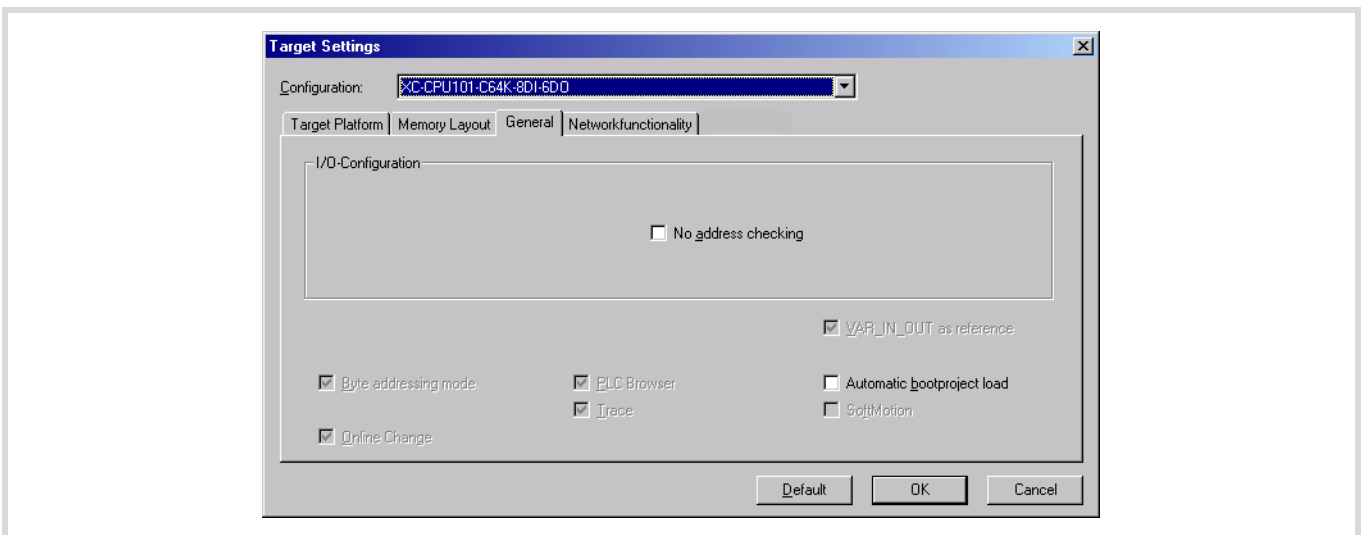 Target Settings
Configuration: XC-CPU101-C64K-8DI-6DO
Target Platform Memory Layout General Networkfunctionality
I/O-Configuration
No address checking
VAR_IN_OUT as reference
Byte addressing mode PLC Browser Automatic bootproject load
Trace SoftMotion
Online Change
Default OK Cancel